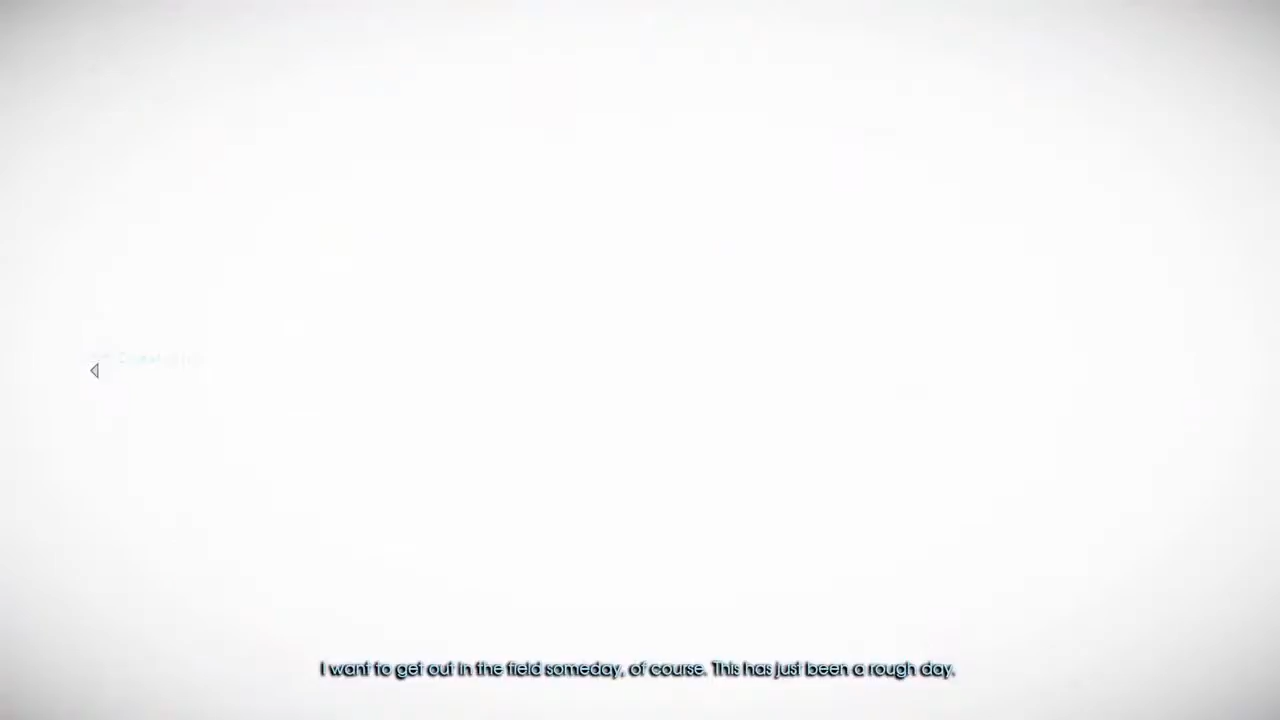 I want to get out in the field someday, of course. This has just been a rough day.